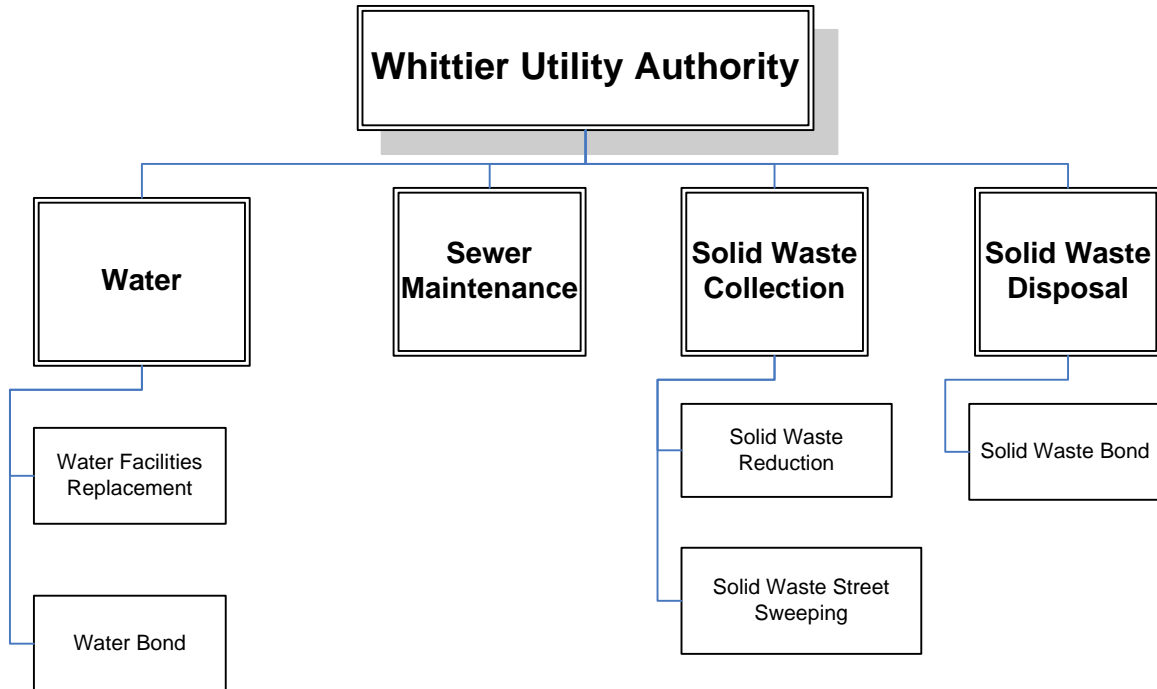 Whittier Utility Authority
Water
Sewer
Maintenance
Solid Waste
Collection
Solid Waste
Disposal
Water Facilities
Replacement
Water Bond
Solid Waste
Reduction
Solid Waste Street
Sweeping
Solid Waste Bond